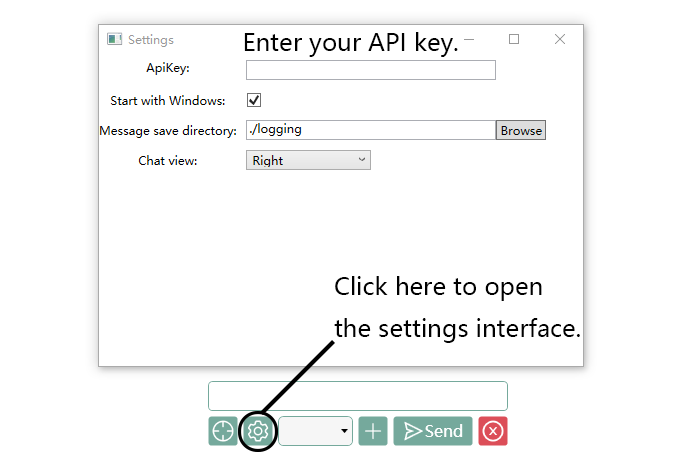 Settings
Enter your API key.
ApiKey:
Start with Windows:
Message save directory: ./logging Browse
Chat view: Right
Click here to open
the settings interface.
Send